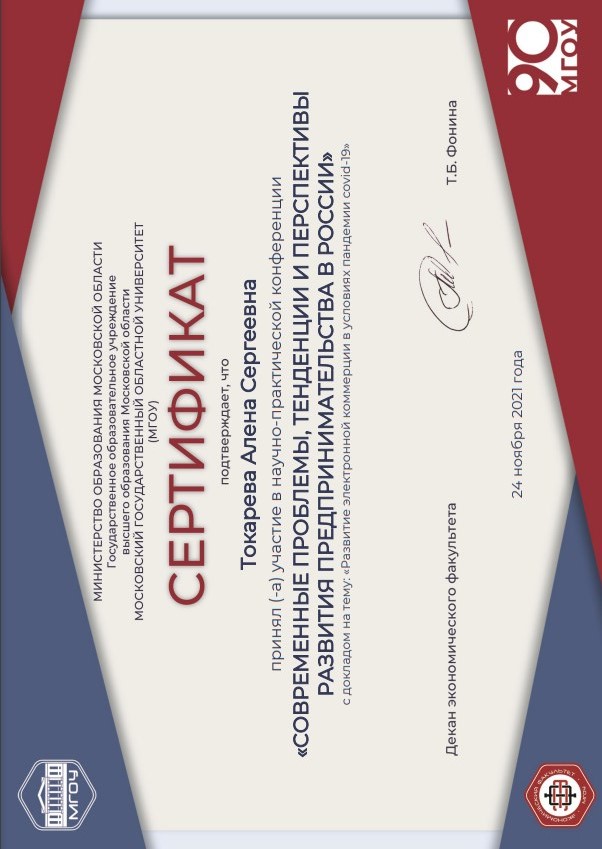 МГОУ
90
МГОУ
МИНИСТЕРСТВО ОБРАЗОВАНИЯ МОСКОВСКОЙ ОБЛАСТИ
Государственное образовательное учреждение
высшего образования Московской области
МОСКОВСКИЙ ГОСУДАРСТВЕННЫЙ ОБЛАСТНОЙ УНИВЕРСИТЕТ
(МГОУ)
СЕРТИФИКАТ
подтверждает, что
Токарева Алена Сергеевна
принял (-а) участие в научно-практической конференции
«СОВРЕМЕННЫЕ ПРОБЛЕМЫ, ТЕНДЕНЦИИ И ПЕРСПЕКТИВЫ
РАЗВИТИЯ ПРЕДПРИНИМАТЕЛЬСТВА В РОССИИ»
с докладом на тему: «Развитие электронной коммерции в условиях пандемии covid-19»
Декан экономического факультета Т.Б. Фонина
24 ноября 2021 года
ЭКОНОМИЧЕСКИЙ ФАКУЛЬТЕТ
МГОУ